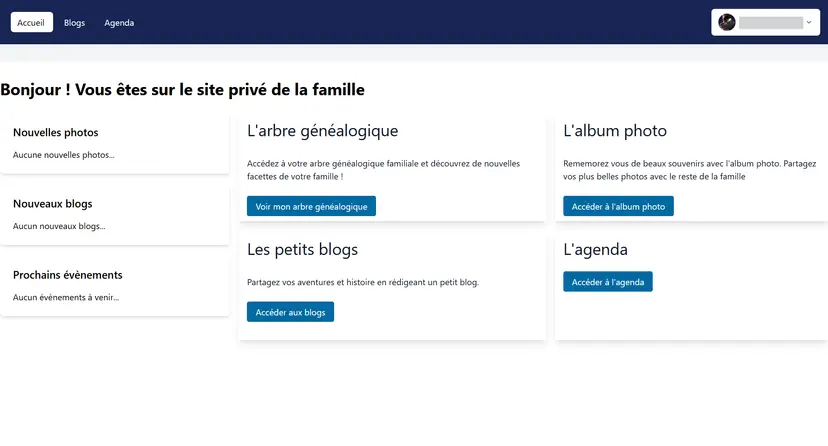 Accueil
Blogs
Agenda
Bonjour ! Vous êtes sur le site privé de la famille
Nouvelles photos
Aucune nouvelles photos...
Nouveaux blogs
Aucun nouveaux blogs...
Prochains évènements
Aucun événements à venir...
L'arbre généalogique
Accédez à votre arbre généalogique familiale et découvrez de nouvelles
facettes de votre famille !
Voir mon arbre généalogique
L'album photo
Rememorez vous de beaux souvenirs avec l'album photo. Partagez
vos plus belles photos avec le reste de la famille
Accéder à l'album photo
Les petits blogs
Partagez vos aventures et histoire en rédigeant un petit blog.
Accéder aux blogs
L'agenda
Accéder à l'agenda